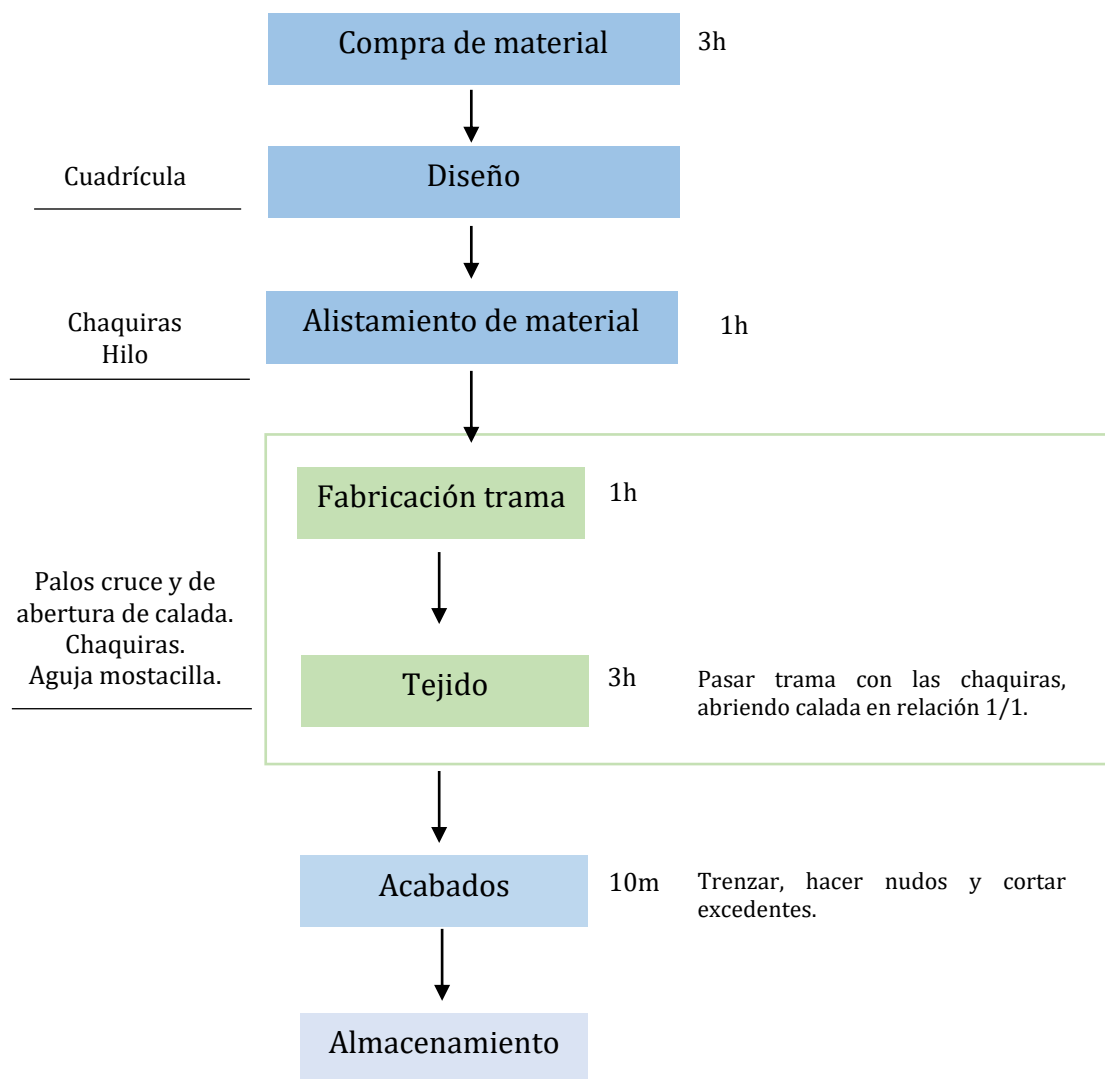 Compra de material
3h
Cuadrícula
Diseño
Chaquiras
Hilo
Alistamiento de material
1h
Fabricación trama
1h
Palos cruce y de
abertura de calada.
Chaquiras.
Aguja mostacilla.
Tejido
3h
Pasar trama con las chaquiras,
abriendo calada en relación 1/1.
Acabados
10m
Trenzar, hacer nudos y cortar
excedentes.
Almacenamiento